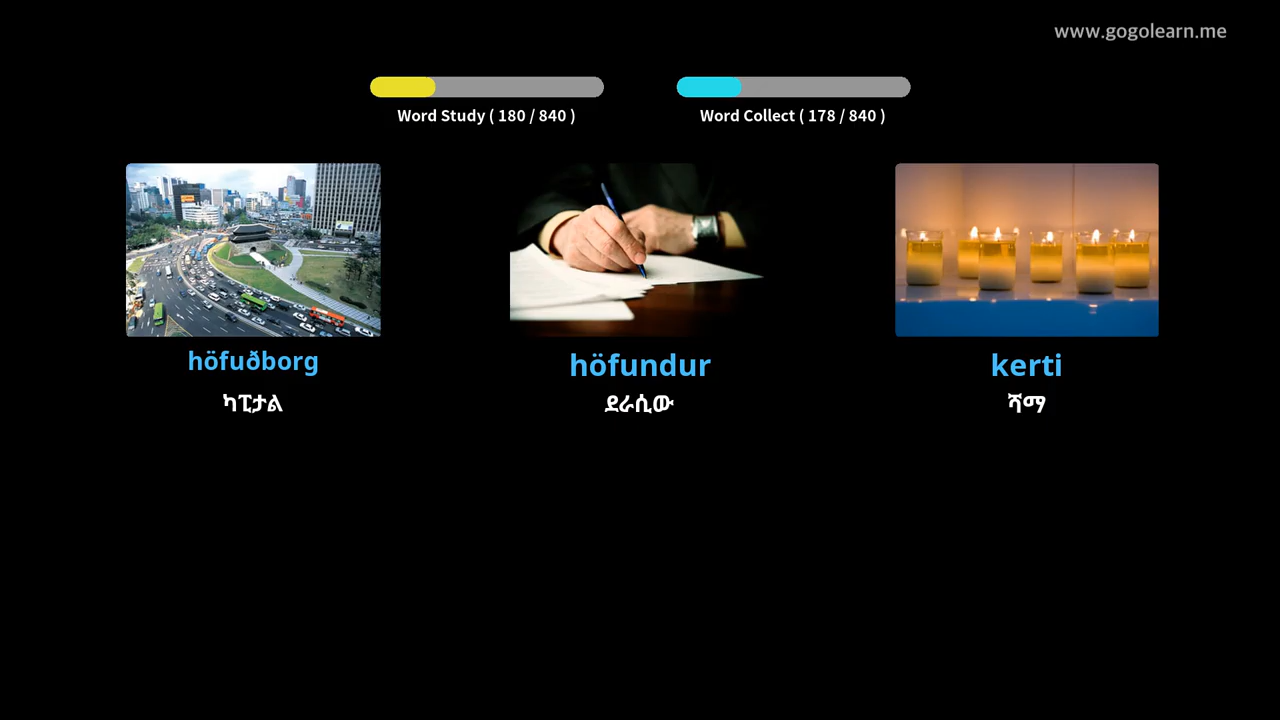 www.gogolearn.me
Word Study ( 180 / 840 )
Word Collect ( 178 / 840 )
höfuðborg
höfundur
kerti
ካፒታል
ደራሲው
ሻማ